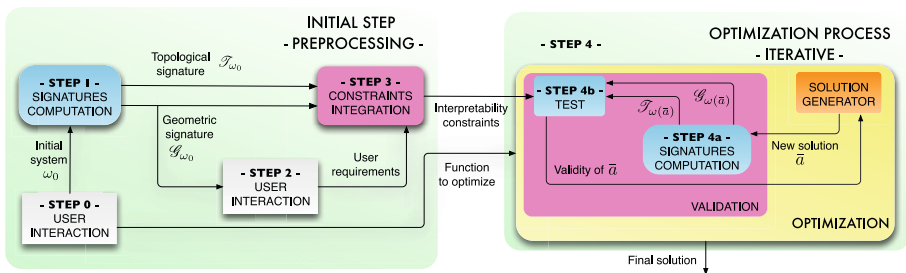 INITIAL STEP
- PREPROCESSING -
- STEP 1 -
SIGNATURES
COMPUTATION
Topological
signature 𝒯ω₀
- STEP 3 -
CONSTRAINTS
INTEGRATION
Geometric
signature
𝒢ω₀
Initial
system
ω₀
- STEP 2 -
USER
INTERACTION
User
requirements
- STEP 0 -
USER
INTERACTION
Interpretability
constraints
Function
to optimize
- STEP 4 -
OPTIMIZATION PROCESS
- ITERATIVE -
- STEP 4b -
TEST
𝒢ω(ā)
𝒯ω(ā)
SOLUTION
GENERATOR
- STEP 4a -
SIGNATURES
COMPUTATION
New solution
ā
Validity of ā
VALIDATION
OPTIMIZATION
Final solution